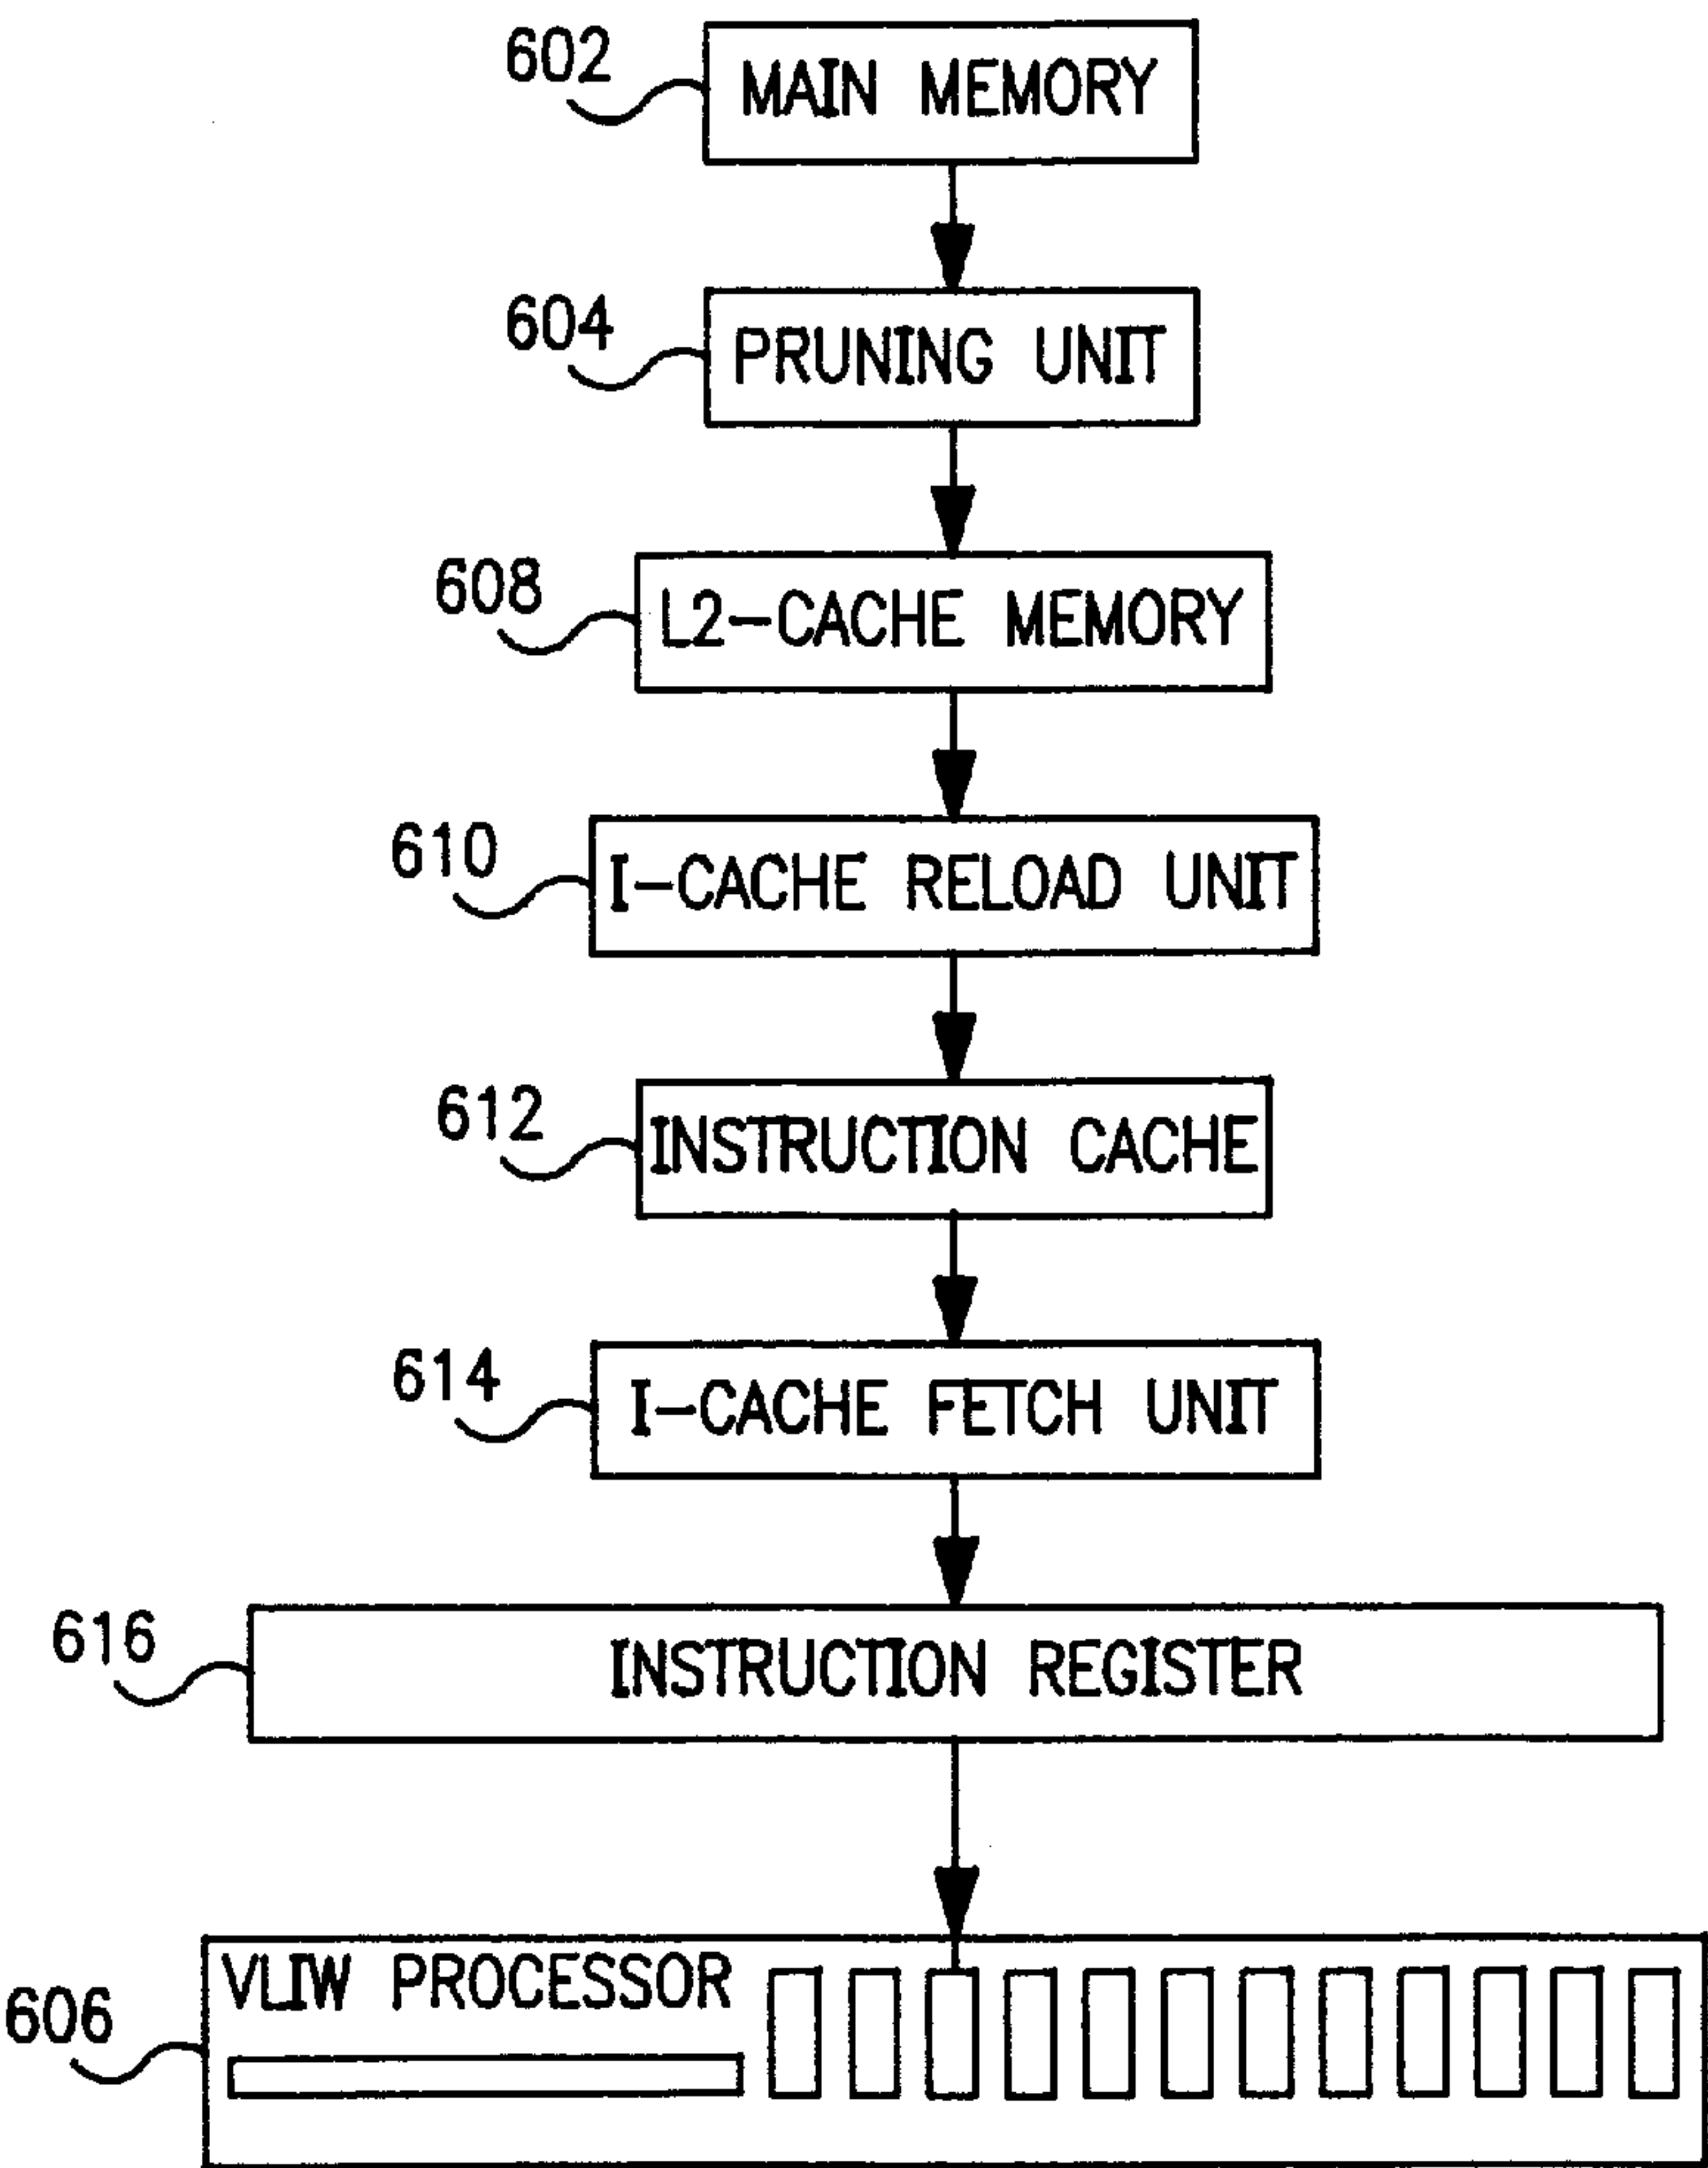 602
MAIN MEMORY
604
PRUNING UNIT
608
L2-CACHE MEMORY
610
I-CACHE RELOAD UNIT
612
INSTRUCTION CACHE
614
I-CACHE FETCH UNIT
616
INSTRUCTION REGISTER
606
VLIW PROCESSOR